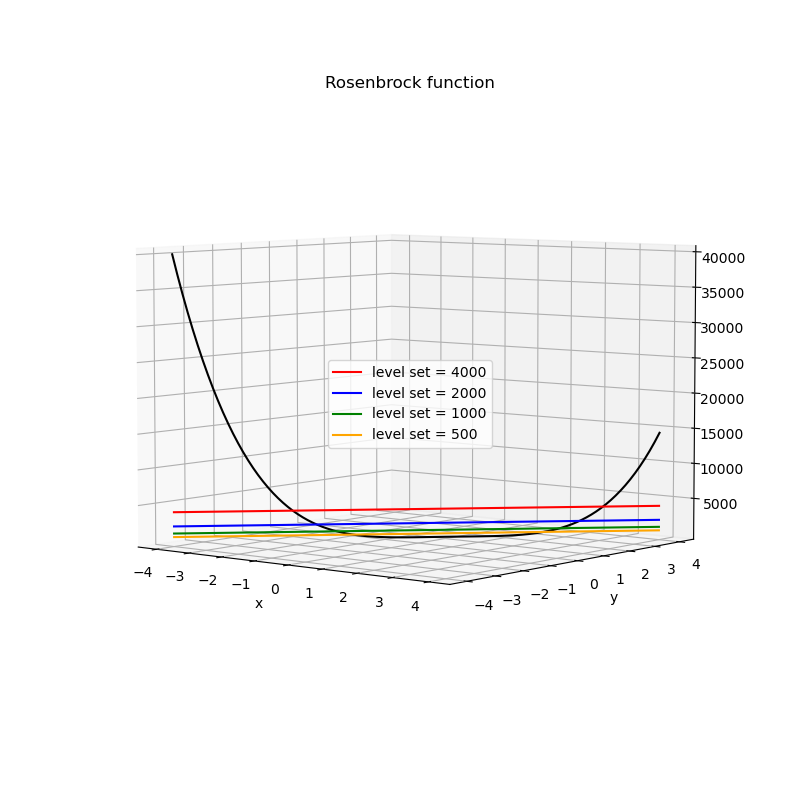 Rosenbrock function
40000
35000
30000
25000
20000
15000
10000
5000
level set = 4000
level set = 2000
level set = 1000
level set = 500
−4 −3 −2 −1 0 1 2 3 4
x
−4 −3 −2 −1 0 1 2 3 4
y